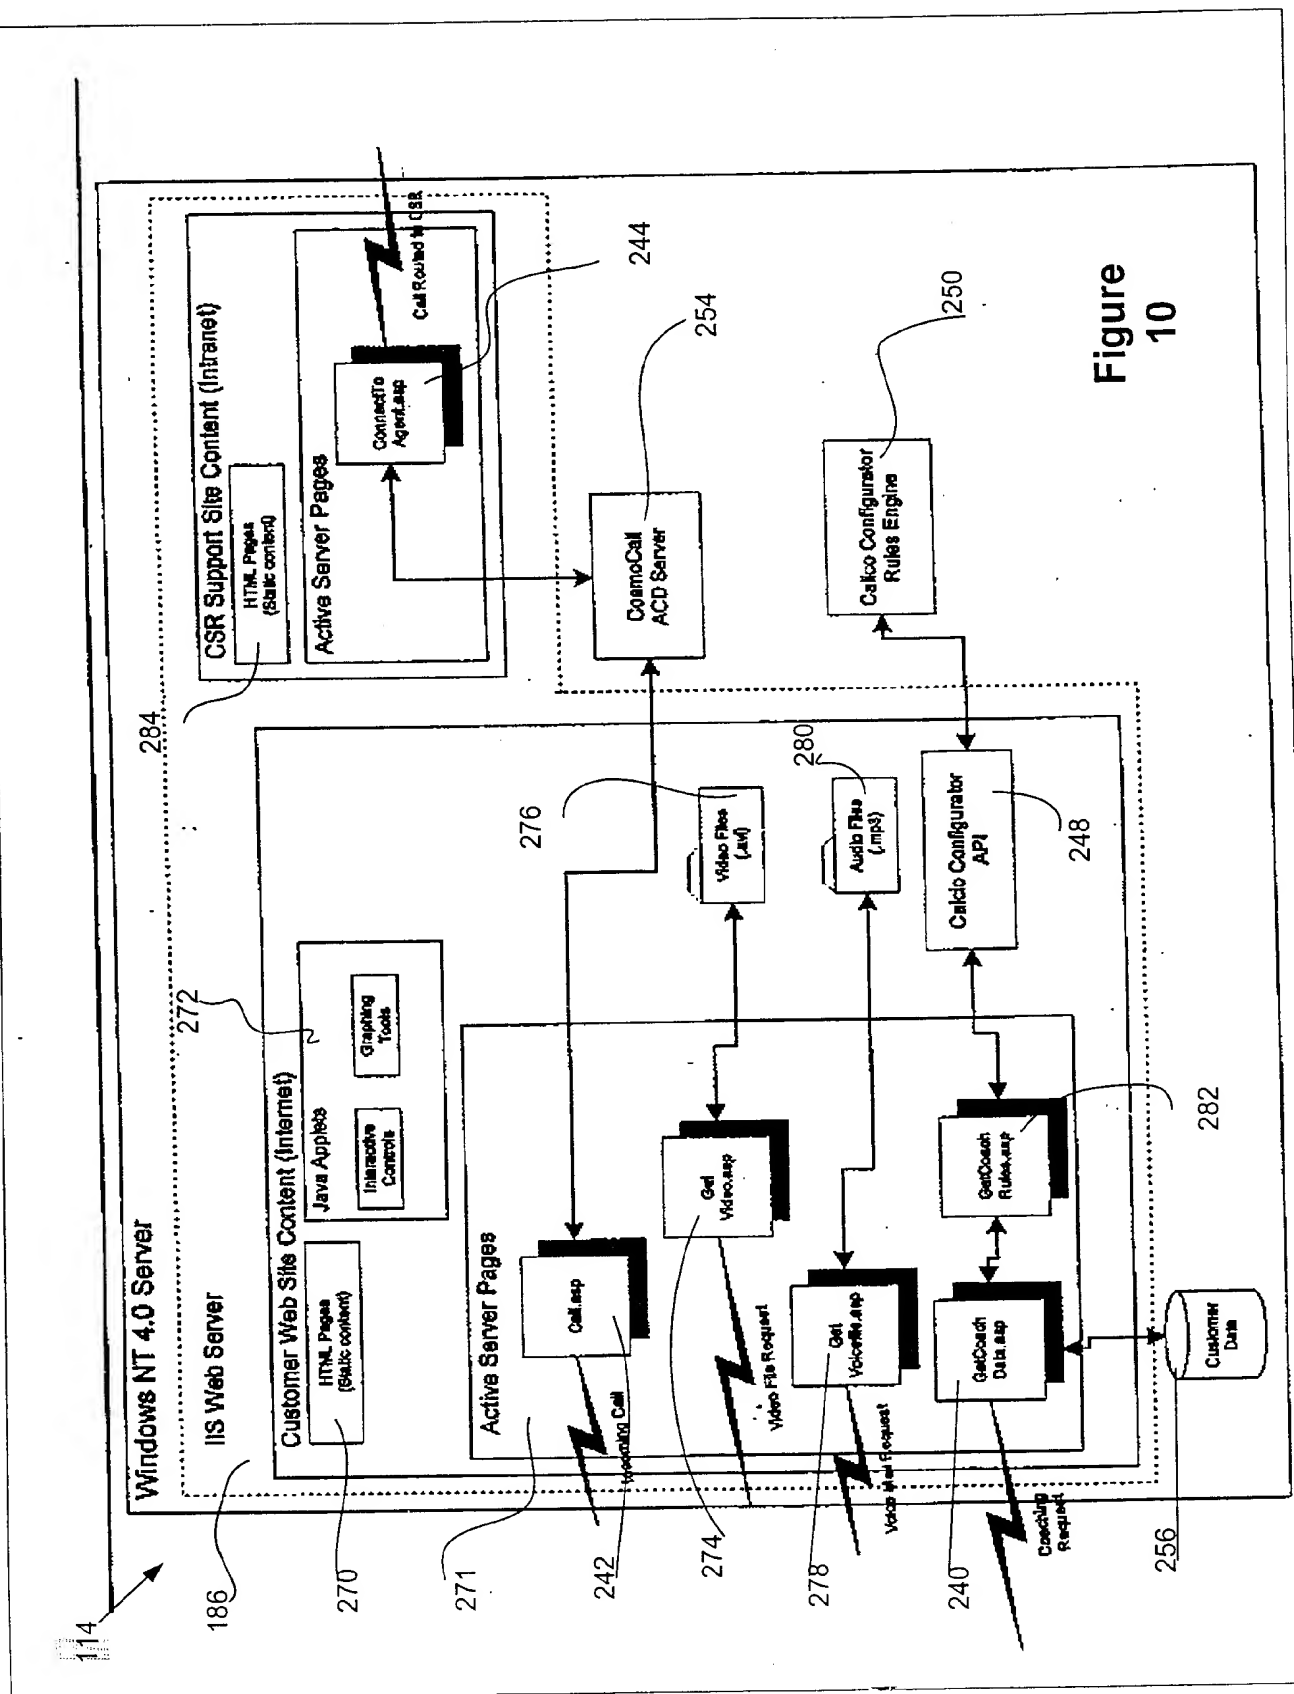 114
Windows NT 4.0 Server
186
IIS Web Server
284
CSR Support Site Content (Intranet)
HTML Pages
(Static content)
Active Server Pages
ConnectTo
Agent.asp
Call Routed to CSR
244
Customer Web Site Content (Internet)
270
HTML Pages
(Static content)
272
Java Applets
Interactive
Controls
Graphing
Tools
271
Active Server Pages
242
Call.asp
Incoming Call
CosmoCall
ACD Server
254
274
Get
Video.asp
Video File Request
276
Video Files
(.avi)
278
Get
Voicefile.asp
Voice Mail Request
280
Audio Files
(.mp3)
240
GetCoach
Data.asp
Coaching
Request
GetCoach
Rules.asp
282
Calcio Configurator
API
248
Calico Configurator
Rules Engine
250
256
Customer
Data
Figure
10